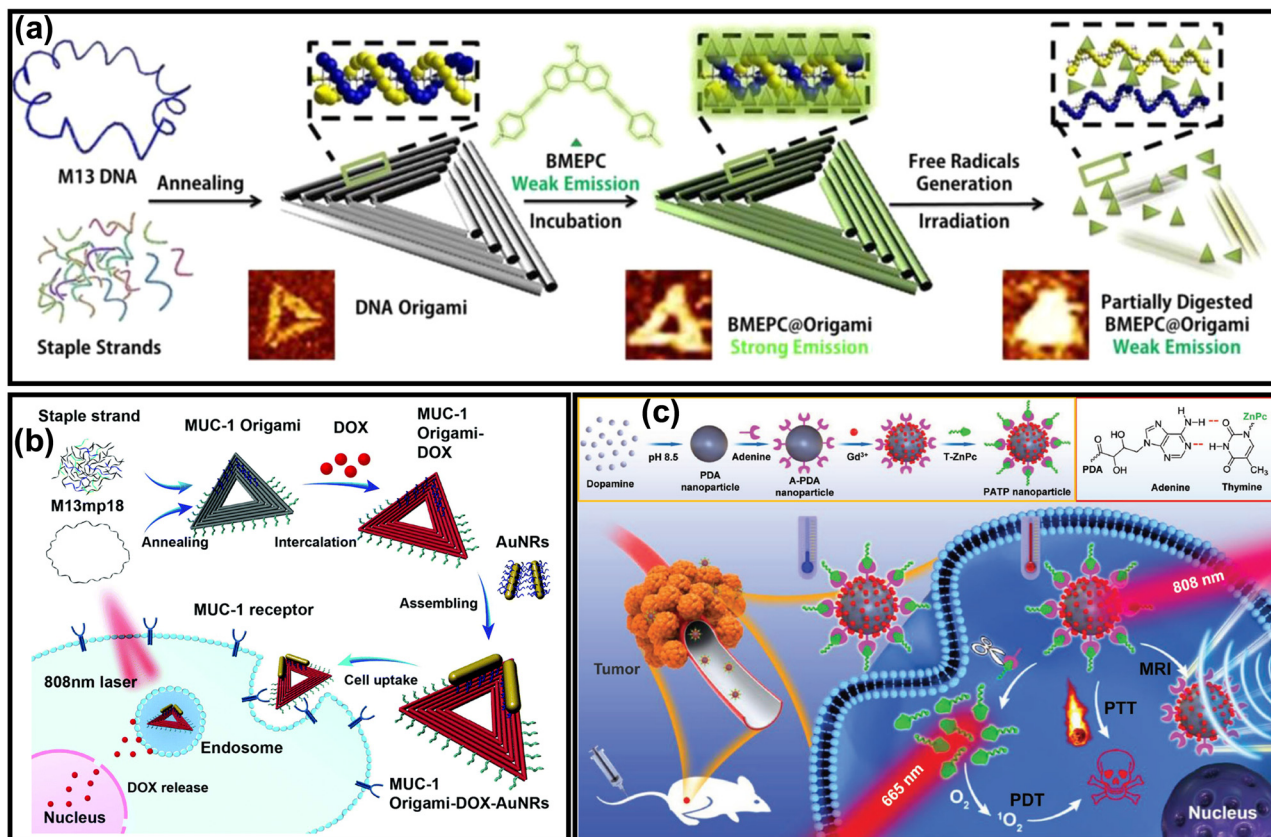 (a)
M13 DNA
Staple Strands
Annealing
DNA Origami
BMEPC
Weak Emission
Incubation
BMEPC@Origami
Strong Emission
Free Radicals
Generation
Irradiation
Partially Digested
BMEPC@Origami
Weak Emission
(b)
Staple strand
M13mp18
Annealing
MUC-1 Origami
DOX
Intercalation
MUC-1
Origami-
DOX
AuNRs
Assembling
MUC-1 receptor
808nm laser
Cell uptake
Endosome
DOX release
Nucleus
MUC-1
Origami-DOX-AuNRs
(c)
Dopamine
pH 8.5
PDA
nanoparticle
Adenine
A-PDA
nanoparticle
Gd³⁺
T-ZnPc
PATP nanoparticle
PDA
O
OH
OH
N
N
N
N
N
H
H
Adenine
ZnPc
O
N
H
N
O
CH₃
Thymine
Tumor
808 nm
MRI
PTT
665 nm
O₂
PDT
¹O₂
Nucleus